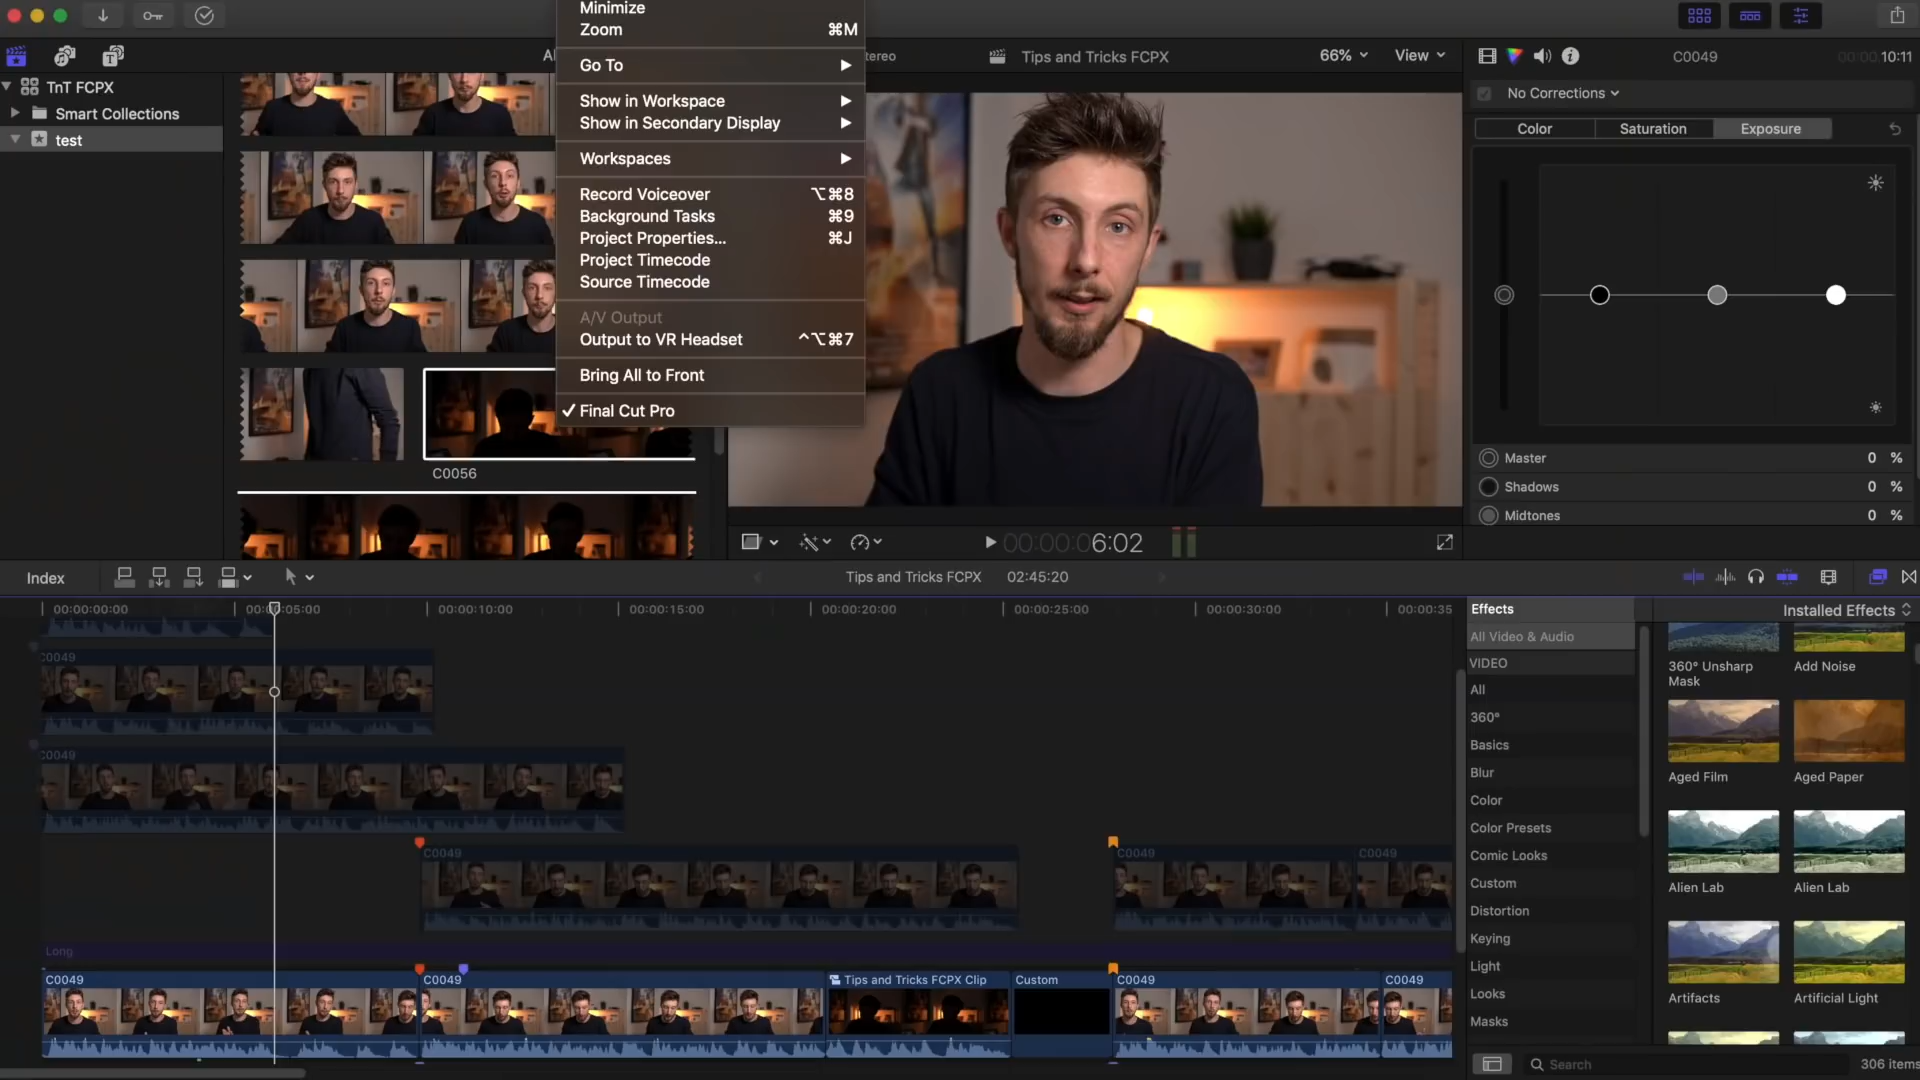 Minimize
Zoom ⌘M
Go To
Show in Workspace
Show in Secondary Display
Workspaces
Record Voiceover ⌥⌘8
Background Tasks ⌘9
Project Properties... ⌘J
Project Timecode
Source Timecode
A/V Output
Output to VR Headset ^⌥⌘7
Bring All to Front
✓ Final Cut Pro
Tips and Tricks FCPX
66%
View
C0049
00:00:10:11
TnT FCPX
Smart Collections
test
C0056
No Corrections
Color Saturation Exposure
Master 0 %
Shadows 0 %
Midtones 0 %
00:00:06:02
Index
Tips and Tricks FCPX 02:45:20
00:00:00:00 00:00:05:00 00:00:10:00 00:00:15:00 00:00:20:00 00:00:25:00 00:00:30:00 00:00:35
C0049
C0049
C0049 C0049 C0049
Long
C0049 C0049 Tips and Tricks FCPX Clip Custom C0049 C0049
Effects
Installed Effects
All Video & Audio
VIDEO
All
360°
Basics
Blur
Color
Color Presets
Comic Looks
Custom
Distortion
Keying
Light
Looks
Masks
360° Unsharp
Mask
Add Noise
Aged Film
Aged Paper
Alien Lab
Alien Lab
Artifacts
Artificial Light
Search
306 items